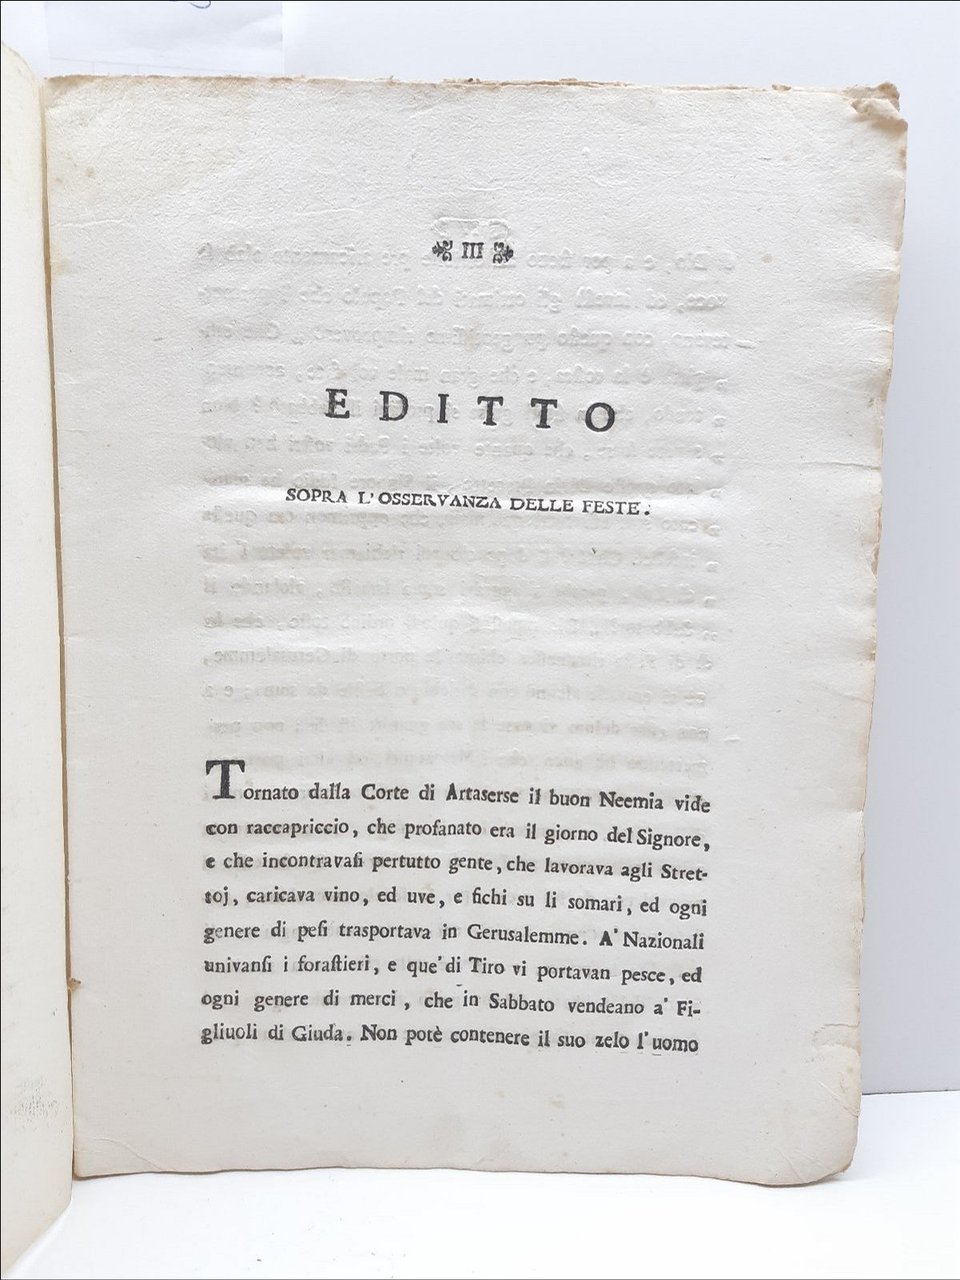 III
EDITTO
SOPRA L'OSSERVANZA DELLE FESTE.
Tornato dalla Corte di Artaserse il buon Neemia vide
con raccapriccio, che profanato era il giorno del Signore,
e che incontravaſi pertutto gente, che lavorava agli Stret-
toj, caricava vino, ed uve, e fichi su li somari, ed ogni
genere di peſi trasportava in Gerusalemme. A' Nazionali
univanſi i foraſtieri, e que' di Tiro vi portavan pesce, ed
ogni genere di merci, che in Sabbato vendeano a' Fi-
gliuoli di Giuda. Non potè contenere il suo zelo l'uomo